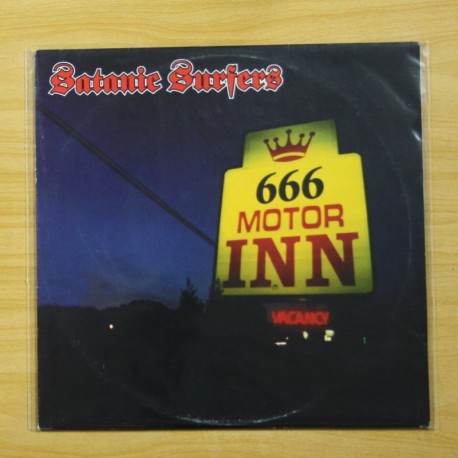 Satanic Surfers
666
MOTOR
INN
VACANCY